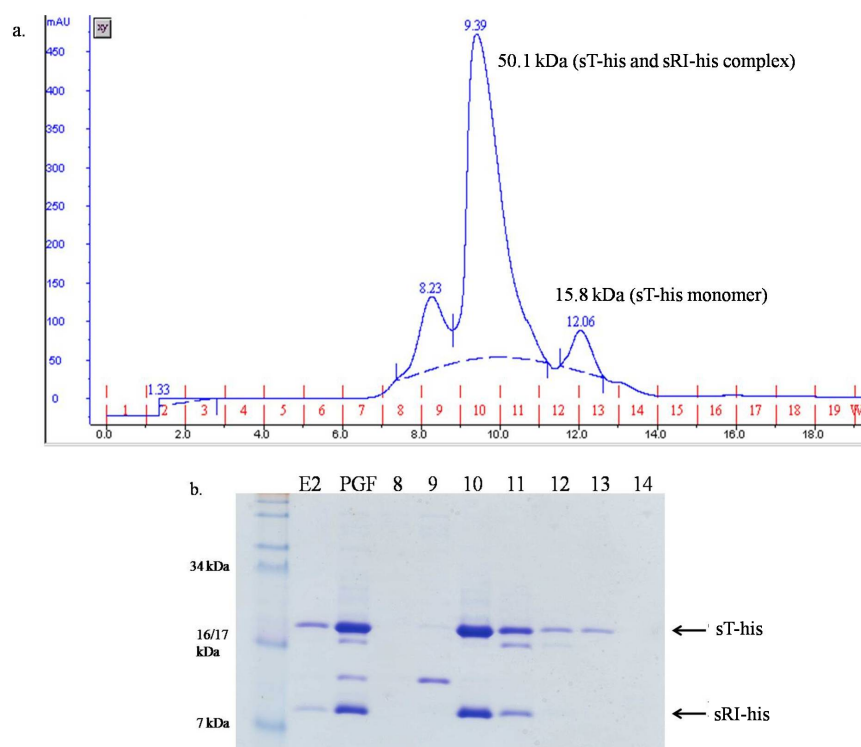 a.
mAU
xy
9.39
50.1 kDa (sT-his and sRI-his complex)
450
400
350
300
250
200
150
8.23
15.8 kDa (sT-his monomer)
12.06
100
50
0
1.33
1 2 3 4 5 6 7 8 9 10 11 12 13 14 15 16 17 18 19
0.0 2.0 4.0 6.0 8.0 10.0 12.0 14.0 16.0 18.0
b.
E2 PGF 8 9 10 11 12 13 14
34 kDa
16/17
kDa
sT-his
sRI-his
7 kDa